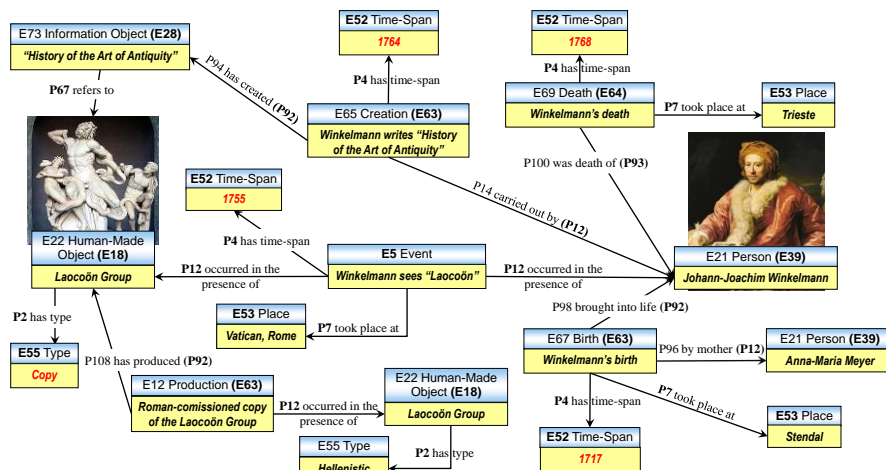 E73 Information Object (E28)
"History of the Art of Antiquity"
E52 Time-Span
1764
E52 Time-Span
1768
P94 has created (P92)
P4 has time-span
P4 has time-span
P67 refers to
E65 Creation (E63)
Winkelmann writes "History
of the Art of Antiquity"
E69 Death (E64)
Winkelmann's death
P7 took place at
E53 Place
Trieste
P100 was death of (P93)
P14 carried out by (P12)
E52 Time-Span
1755
P4 has time-span
E22 Human-Made
Object (E18)
Laocoön Group
P12 occurred in the
presence of
E5 Event
Winkelmann sees "Laocoön"
P12 occurred in the
presence of
E21 Person (E39)
Johann-Joachim Winkelmann
P2 has type
E53 Place
Vatican, Rome
P7 took place at
P98 brought into life (P92)
E55 Type
Copy
P108 has produced (P92)
E67 Birth (E63)
Winkelmann's birth
P96 by mother (P12)
E21 Person (E39)
Anna-Maria Meyer
E12 Production (E63)
Roman-comissioned copy
of the Laocoön Group
P12 occurred in the
presence of
E22 Human-Made
Object (E18)
Laocoön Group
P4 has time-span
P7 took place at
E53 Place
Stendal
P2 has type
E55 Type
Hellenistic
E52 Time-Span
1717